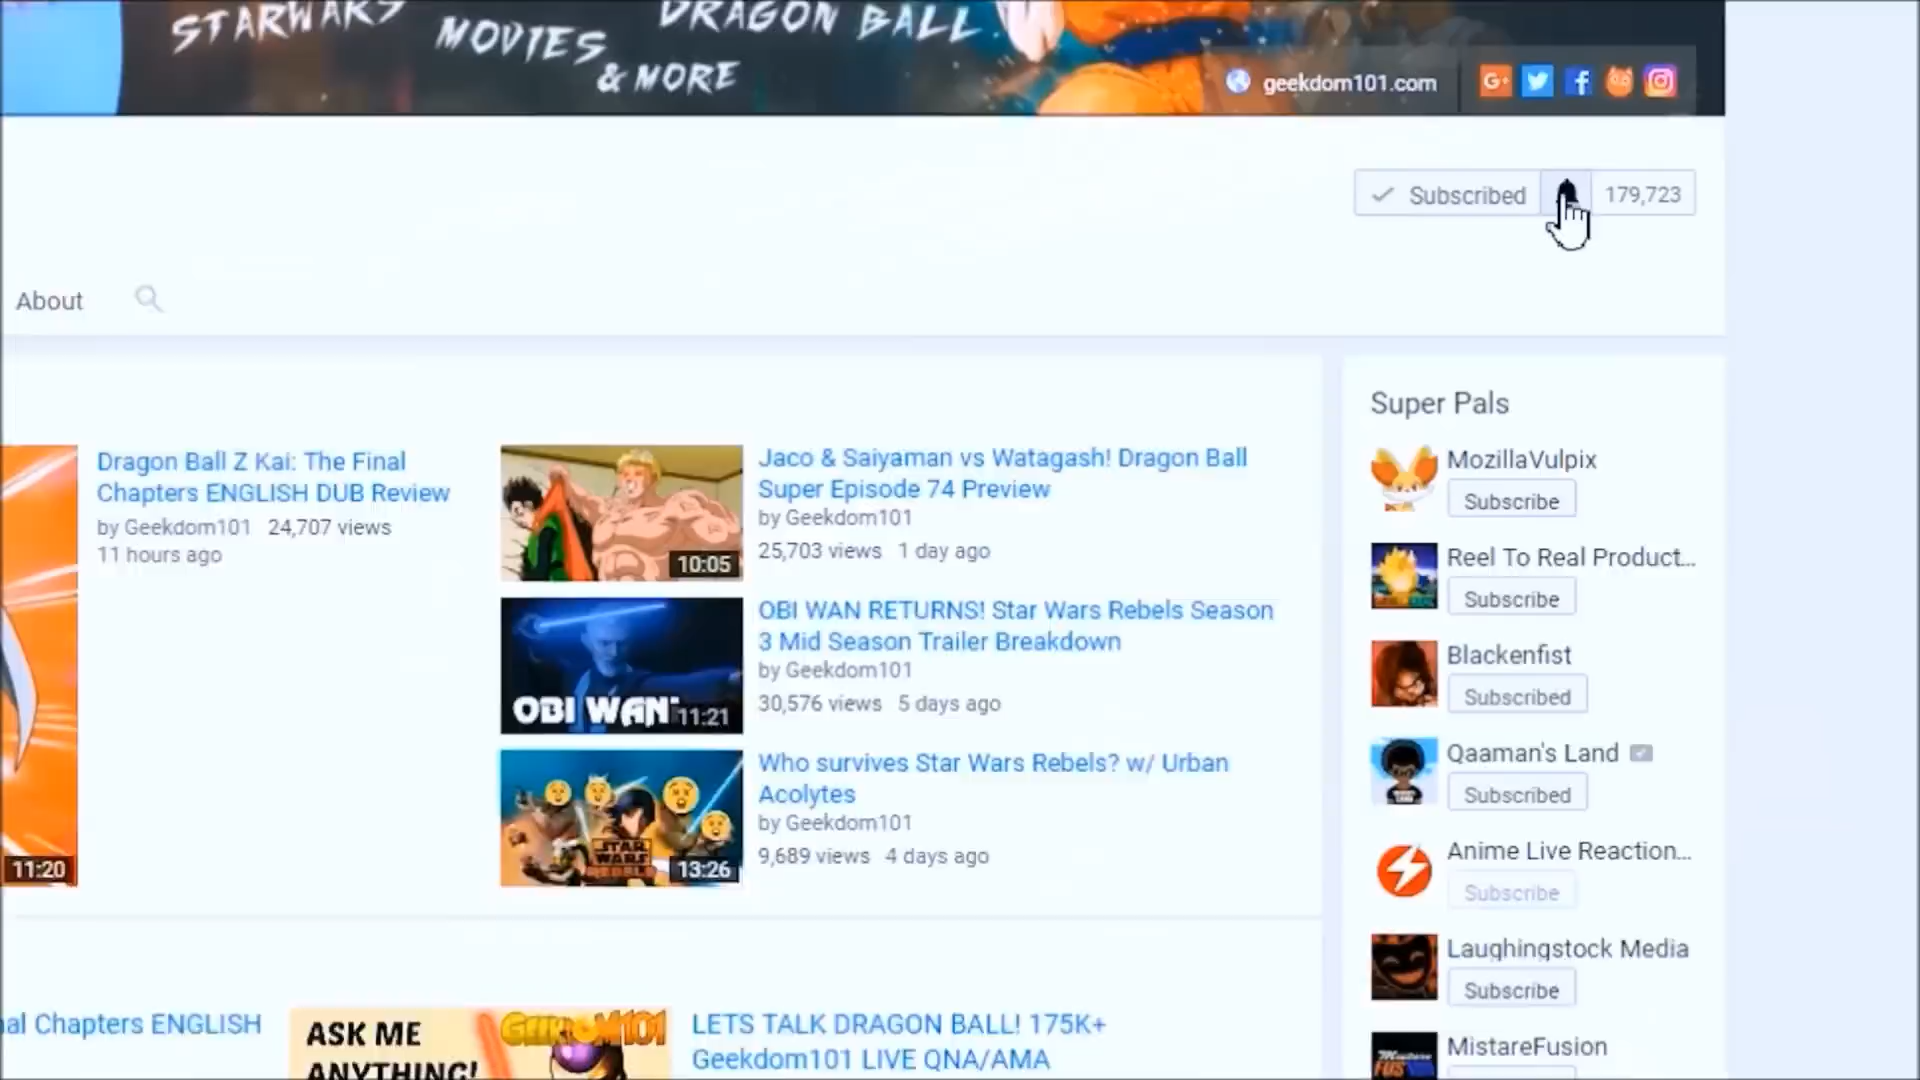 STARWARS
MOVIES
& MORE
DRAGON BALL
geekdom101.com
G+
Subscribed
179,723
About
Super Pals
Dragon Ball Z Kai: The Final
Chapters ENGLISH DUB Review
by Geekdom101 24,707 views
11 hours ago
11:20
10:05
Jaco & Saiyaman vs Watagash! Dragon Ball
Super Episode 74 Preview
by Geekdom101
25,703 views 1 day ago
OBI WAN
11:21
OBI WAN RETURNS! Star Wars Rebels Season
3 Mid Season Trailer Breakdown
by Geekdom101
30,576 views 5 days ago
STAR
WARS
REBELS
13:26
Who survives Star Wars Rebels? w/ Urban
Acolytes
by Geekdom101
9,689 views 4 days ago
MozillaVulpix
Subscribe
Reel To Real Product...
Subscribe
Blackenfist
Subscribed
Qaaman's Land
Subscribed
Anime Live Reaction...
Subscribe
Laughingstock Media
Subscribe
MistareFusion
al Chapters ENGLISH
ASK ME
ANYTHING!
GEEKDOM101
LETS TALK DRAGON BALL! 175K+
Geekdom101 LIVE QNA/AMA